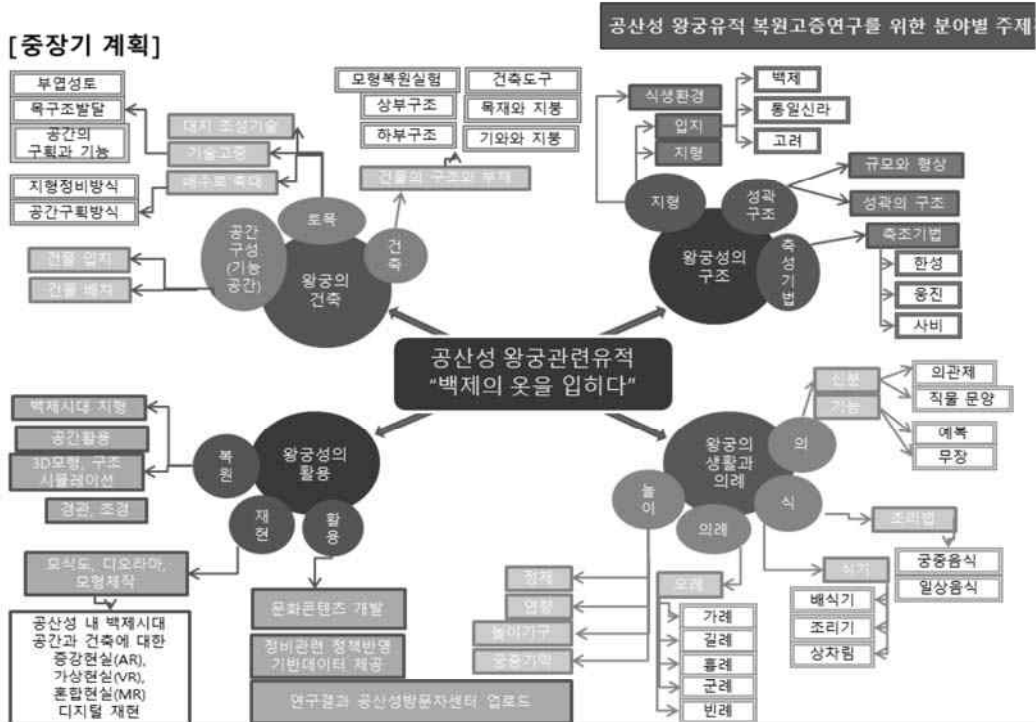 공산성 왕궁유적 복원고증연구를 위한 분야별 주제
[중장기 계획]
부엽성토
목구조발달
공간의
구획과 기능
지형정비방식
공간구획방식
대지 조성기술
기술고증
배수로 축대
건물 입지
건물 배치
모형복원실험
상부구조
하부구조
건축도구
목재와 지붕
기와와 지붕
건물의 구조와 부재
공간
구성
(기능
공간)
토목
건
축
왕궁의
건축
식생환경
입지
지형
백제
통일신라
고려
지형
성곽
구조
축
성
기
법
왕궁성의
구조
규모와 형상
성곽의 구조
축조기법
한성
웅진
사비
공산성 왕궁관련유적
“백제의 옷을 입히다”
백제시대 지형
공간활용
3D모형, 구조
시뮬레이션
경관, 조경
복
원
재
현
활
용
왕궁성의
활용
모식도, 디오라마,
모형제작
공산성 내 백제시대
공간과 건축에 대한
증강현실(AR),
가상현실(VR),
혼합현실(MR)
디지털 재현
문화콘텐츠 개발
정비관련 정책반영
기반데이터 제공
연구결과 공산성방문자센터 업로드
왕궁의
생활과
의례
의
식
의례
놀
이
신분
기능
의관제
직물 문양
예복
무장
조리법
궁중음식
일상음식
식기
배식기
조리기
상차림
정재
연향
놀이기구
궁중기악
오례
가례
길례
흉례
군례
빈례